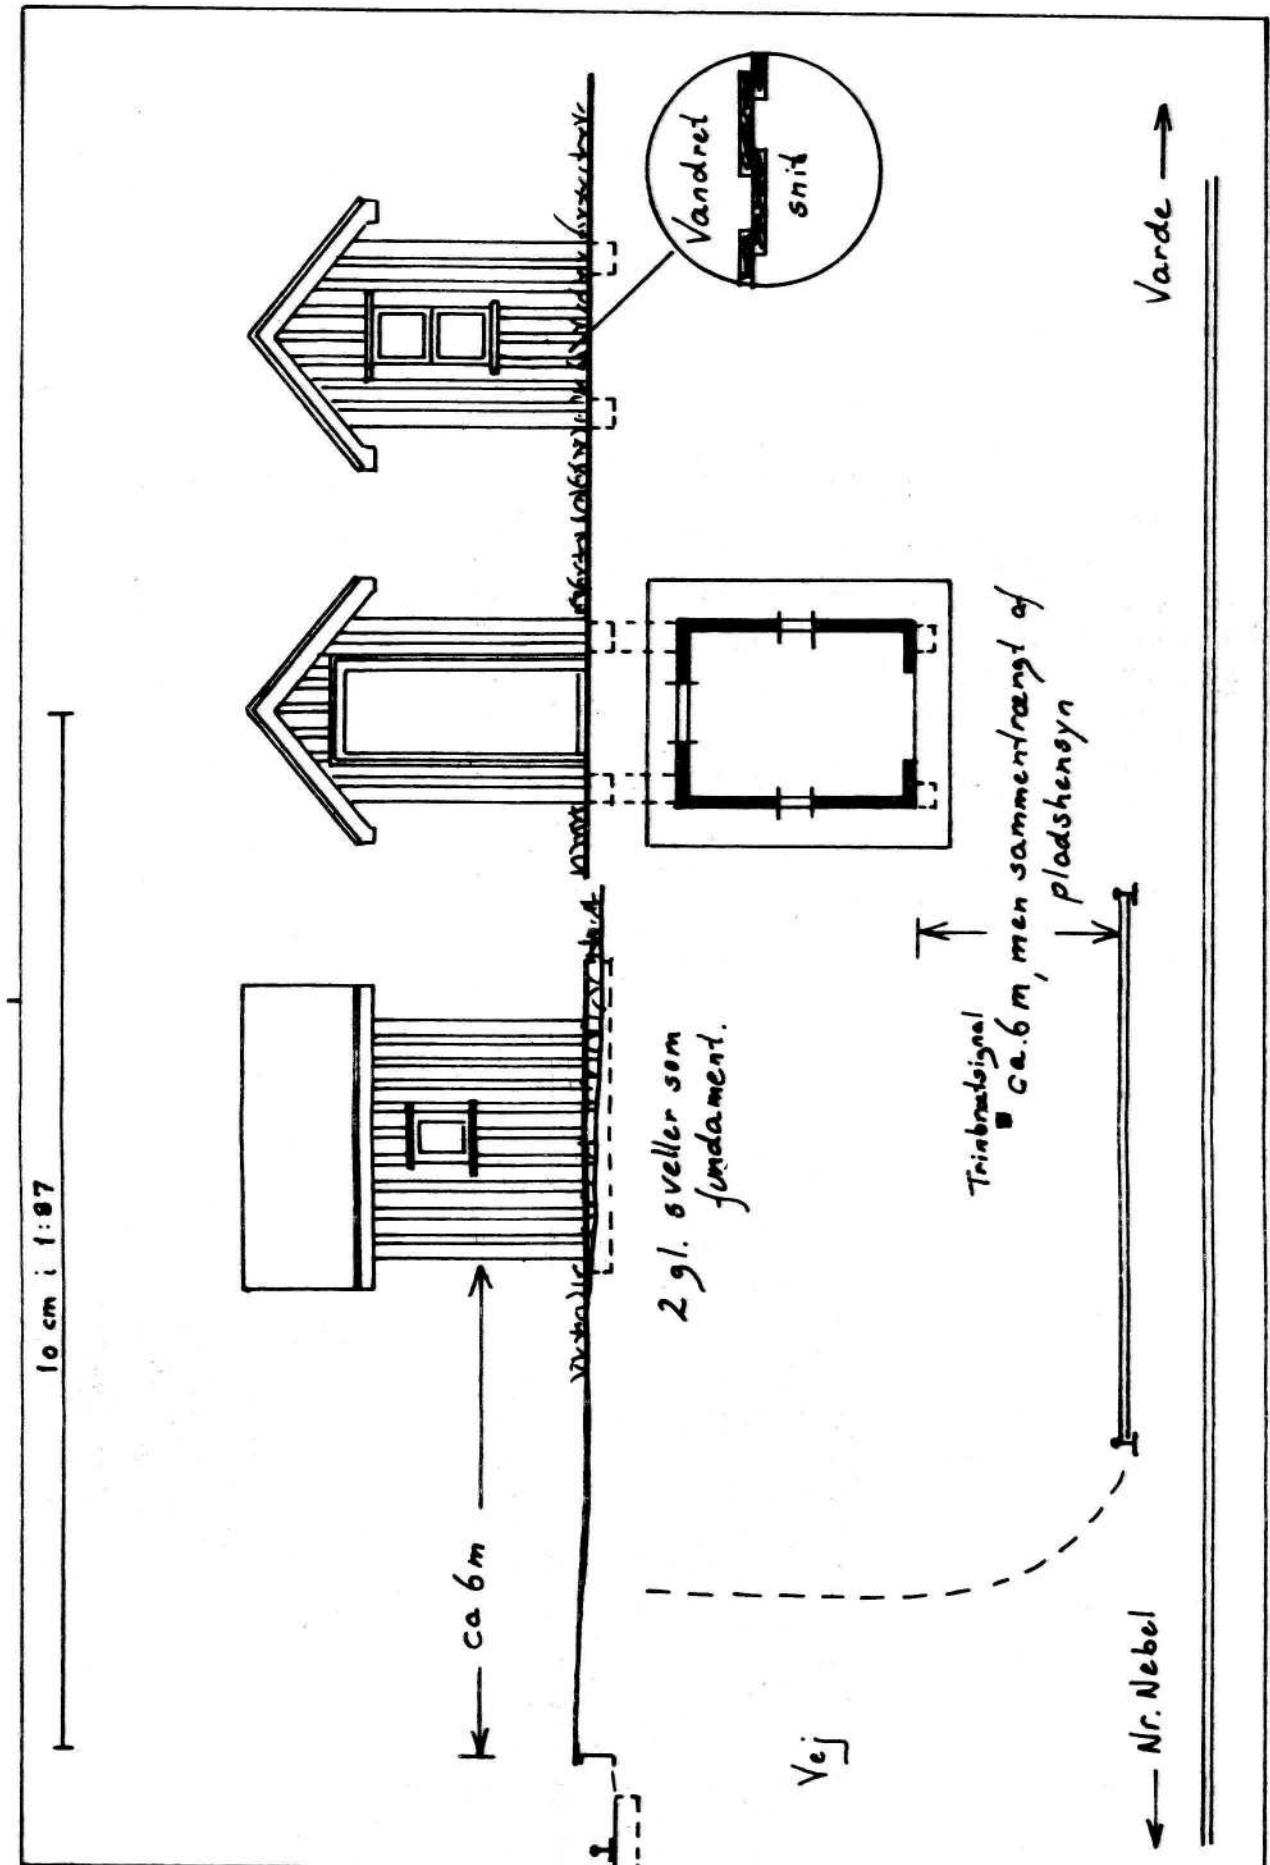 10 cm i 1:87
ca 6m
Vandret
snit
2 gl. sveller som
fundament.
Trinbrætsignal
ca. 6 m, men sammentrængt af
pladshensyn
Vej
Nr. Nebel
Varde